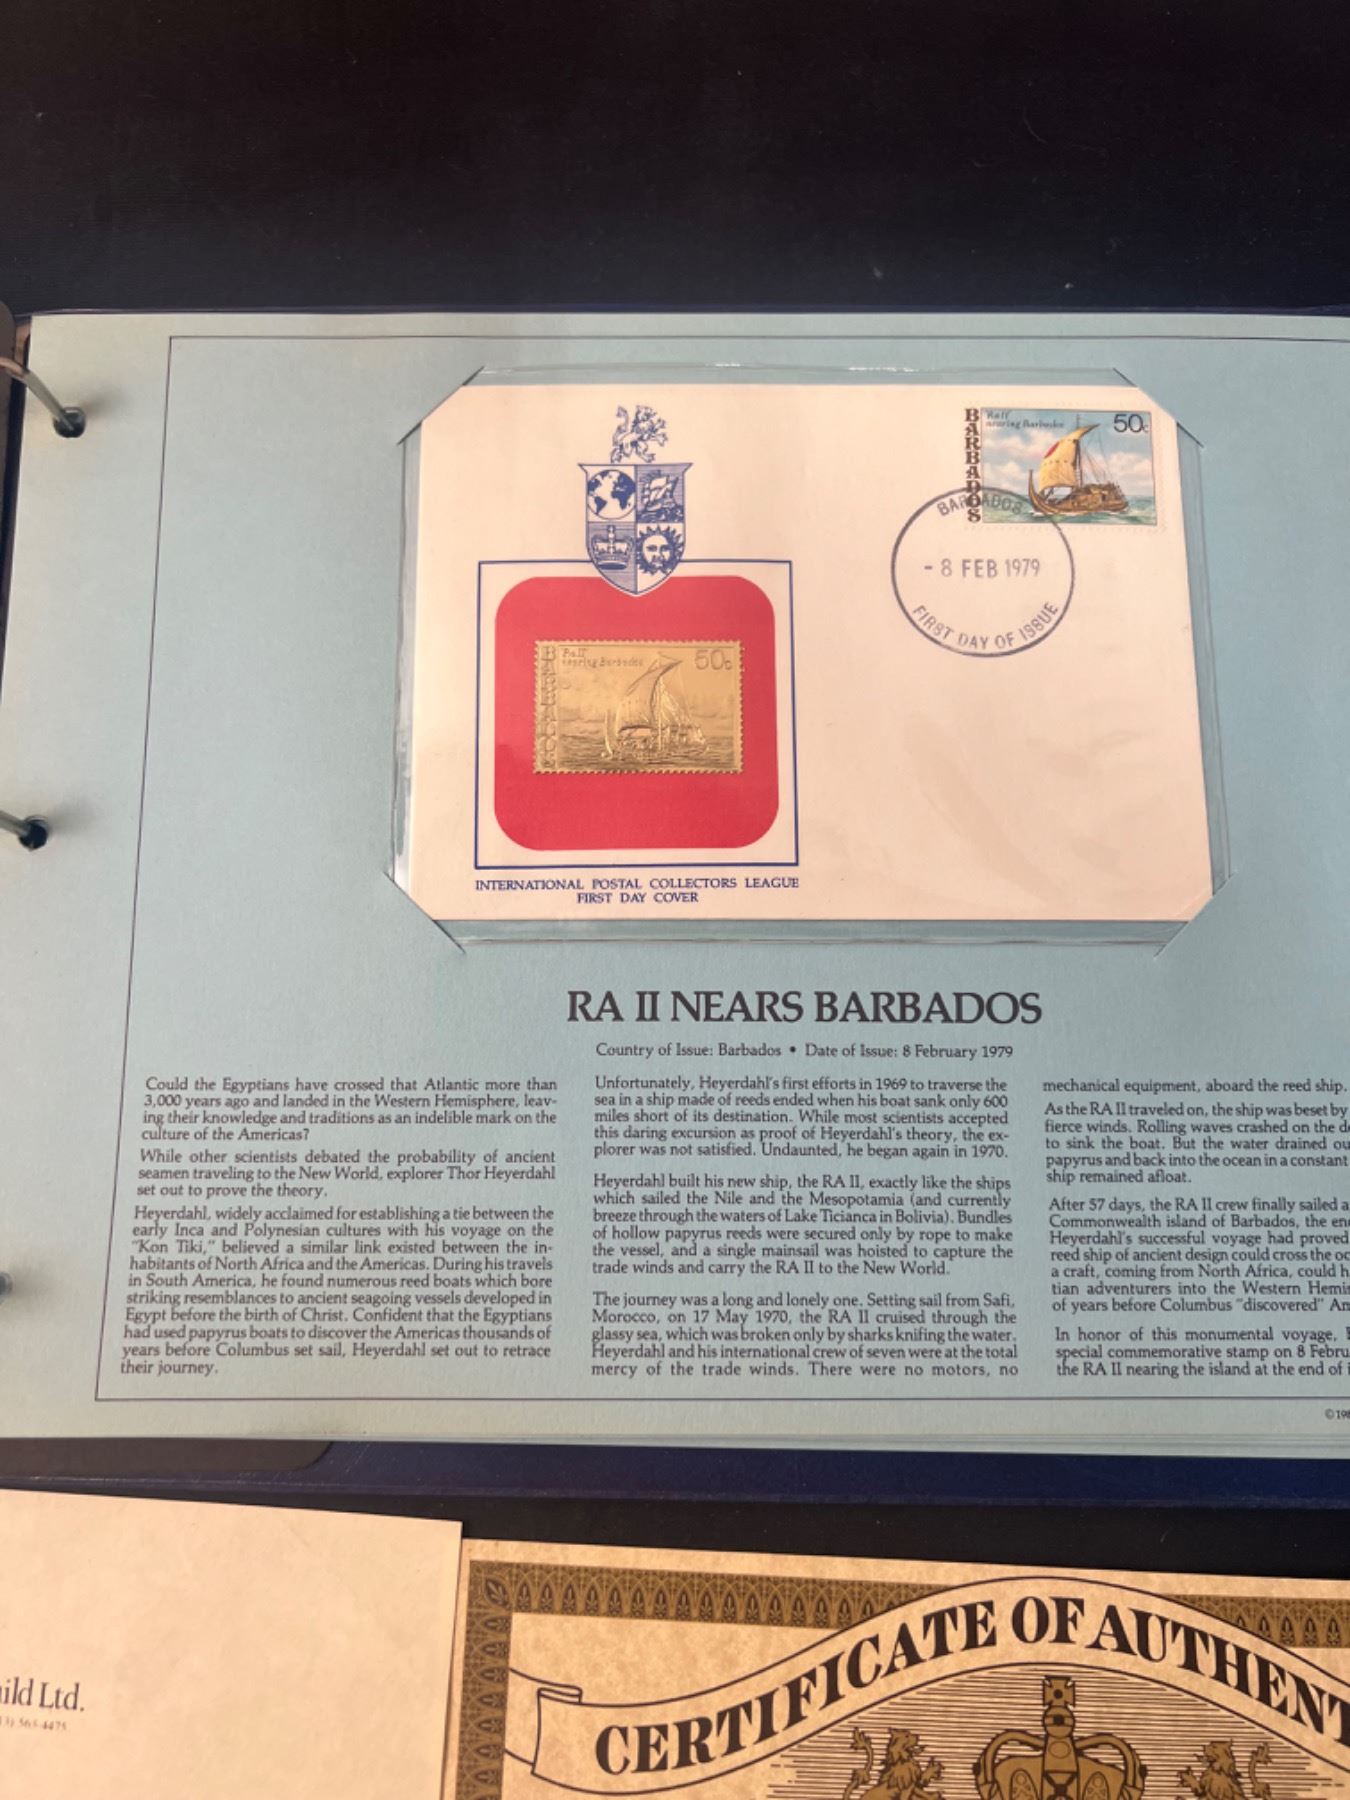 BARBADOS
Ra II
nearing Barbados
50c
BARBADOS
- 8 FEB 1979
FIRST DAY OF ISSUE
BARBADOS
Ra II
nearing Barbados
50c
INTERNATIONAL POSTAL COLLECTORS LEAGUE
FIRST DAY COVER
RA II NEARS BARBADOS
Country of Issue: Barbados • Date of Issue: 8 February 1979
Could the Egyptians have crossed that Atlantic more than
3,000 years ago and landed in the Western Hemisphere, leav-
ing their knowledge and traditions as an indelible mark on the
culture of the Americas?
While other scientists debated the probability of ancient
seamen traveling to the New World, explorer Thor Heyerdahl
set out to prove the theory.
Heyerdahl, widely acclaimed for establishing a tie between the
early Inca and Polynesian cultures with his voyage on the
"Kon Tiki," believed a similar link existed between the in-
habitants of North Africa and the Americas. During his travels
in South America, he found numerous reed boats which bore
striking resemblances to ancient seagoing vessels developed in
Egypt before the birth of Christ. Confident that the Egyptians
had used papyrus boats to discover the Americas thousands of
years before Columbus set sail, Heyerdahl set out to retrace
their journey.
Unfortunately, Heyerdahl's first efforts in 1969 to traverse the
sea in a ship made of reeds ended when his boat sank only 600
miles short of its destination. While most scientists accepted
this daring excursion as proof of Heyerdahl's theory, the ex-
plorer was not satisfied. Undaunted, he began again in 1970.
Heyerdahl built his new ship, the RA II, exactly like the ships
which sailed the Nile and the Mesopotamia (and currently
breeze through the waters of Lake Ticianca in Bolivia). Bundles
of hollow papyrus reeds were secured only by rope to make
the vessel, and a single mainsail was hoisted to capture the
trade winds and carry the RA II to the New World.
The journey was a long and lonely one. Setting sail from Safi,
Morocco, on 17 May 1970, the RA II cruised through the
glassy sea, which was broken only by sharks knifing the water.
Heyerdahl and his international crew of seven were at the total
mercy of the trade winds. There were no motors, no
mechanical equipment, aboard the reed ship.
As the RA II traveled on, the ship was beset by
fierce winds. Rolling waves crashed on the
to sink the boat. But the water drained
papyrus and back into the ocean in a constant
ship remained afloat.
After 57 days, the RA II crew finally sailed
Commonwealth island of Barbados, the
Heyerdahl's successful voyage had proved
reed ship of ancient design could cross the
a craft, coming from North Africa, could
tian adventurers into the Western
of years before Columbus "discovered"
In honor of this monumental voyage,
special commemorative stamp on 8
the RA II nearing the island at the end of
©
Ltd.
563-4475
CERTIFICATE OF